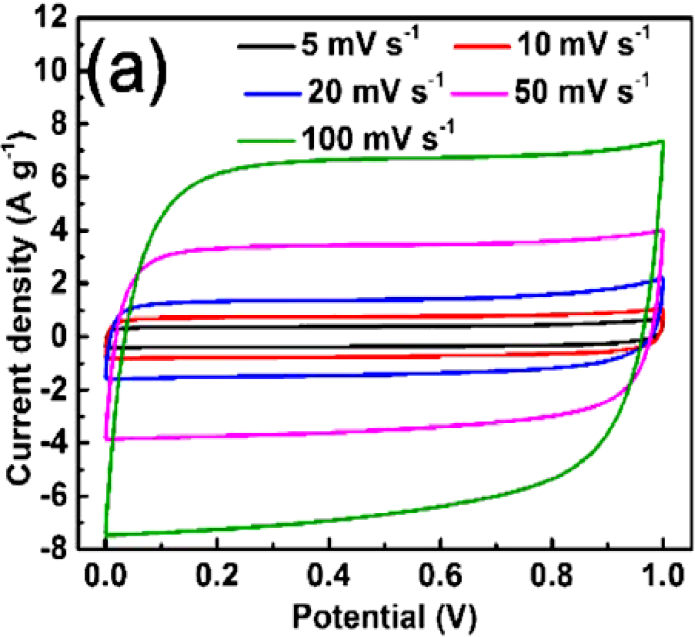 (a)
5 mV s⁻¹ 10 mV s⁻¹
20 mV s⁻¹ 50 mV s⁻¹
100 mV s⁻¹
Current density (A g⁻¹)
12
10
8
6
4
2
0
-2
-4
-6
-8
0.0 0.2 0.4 0.6 0.8 1.0
Potential (V)